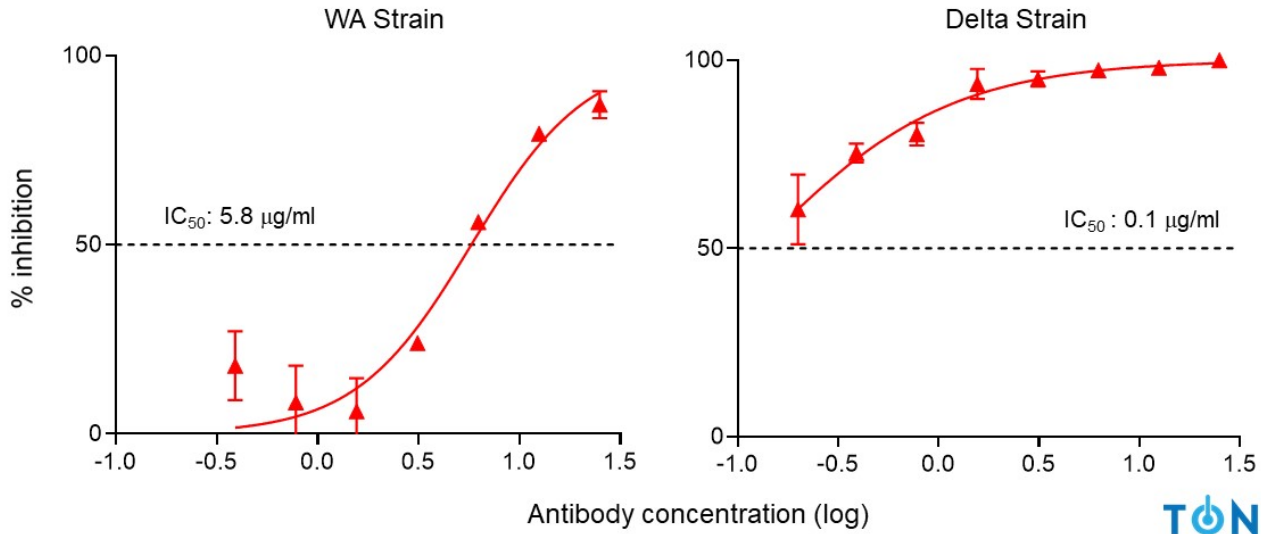 WA Strain
Delta Strain
% inhibition
100
50
0
IC₅₀: 5.8 μg/ml
-1.0 -0.5 0.0 0.5 1.0 1.5
100
50
0
IC₅₀ : 0.1 μg/ml
-1.0 -0.5 0.0 0.5 1.0 1.5
Antibody concentration (log)
TON